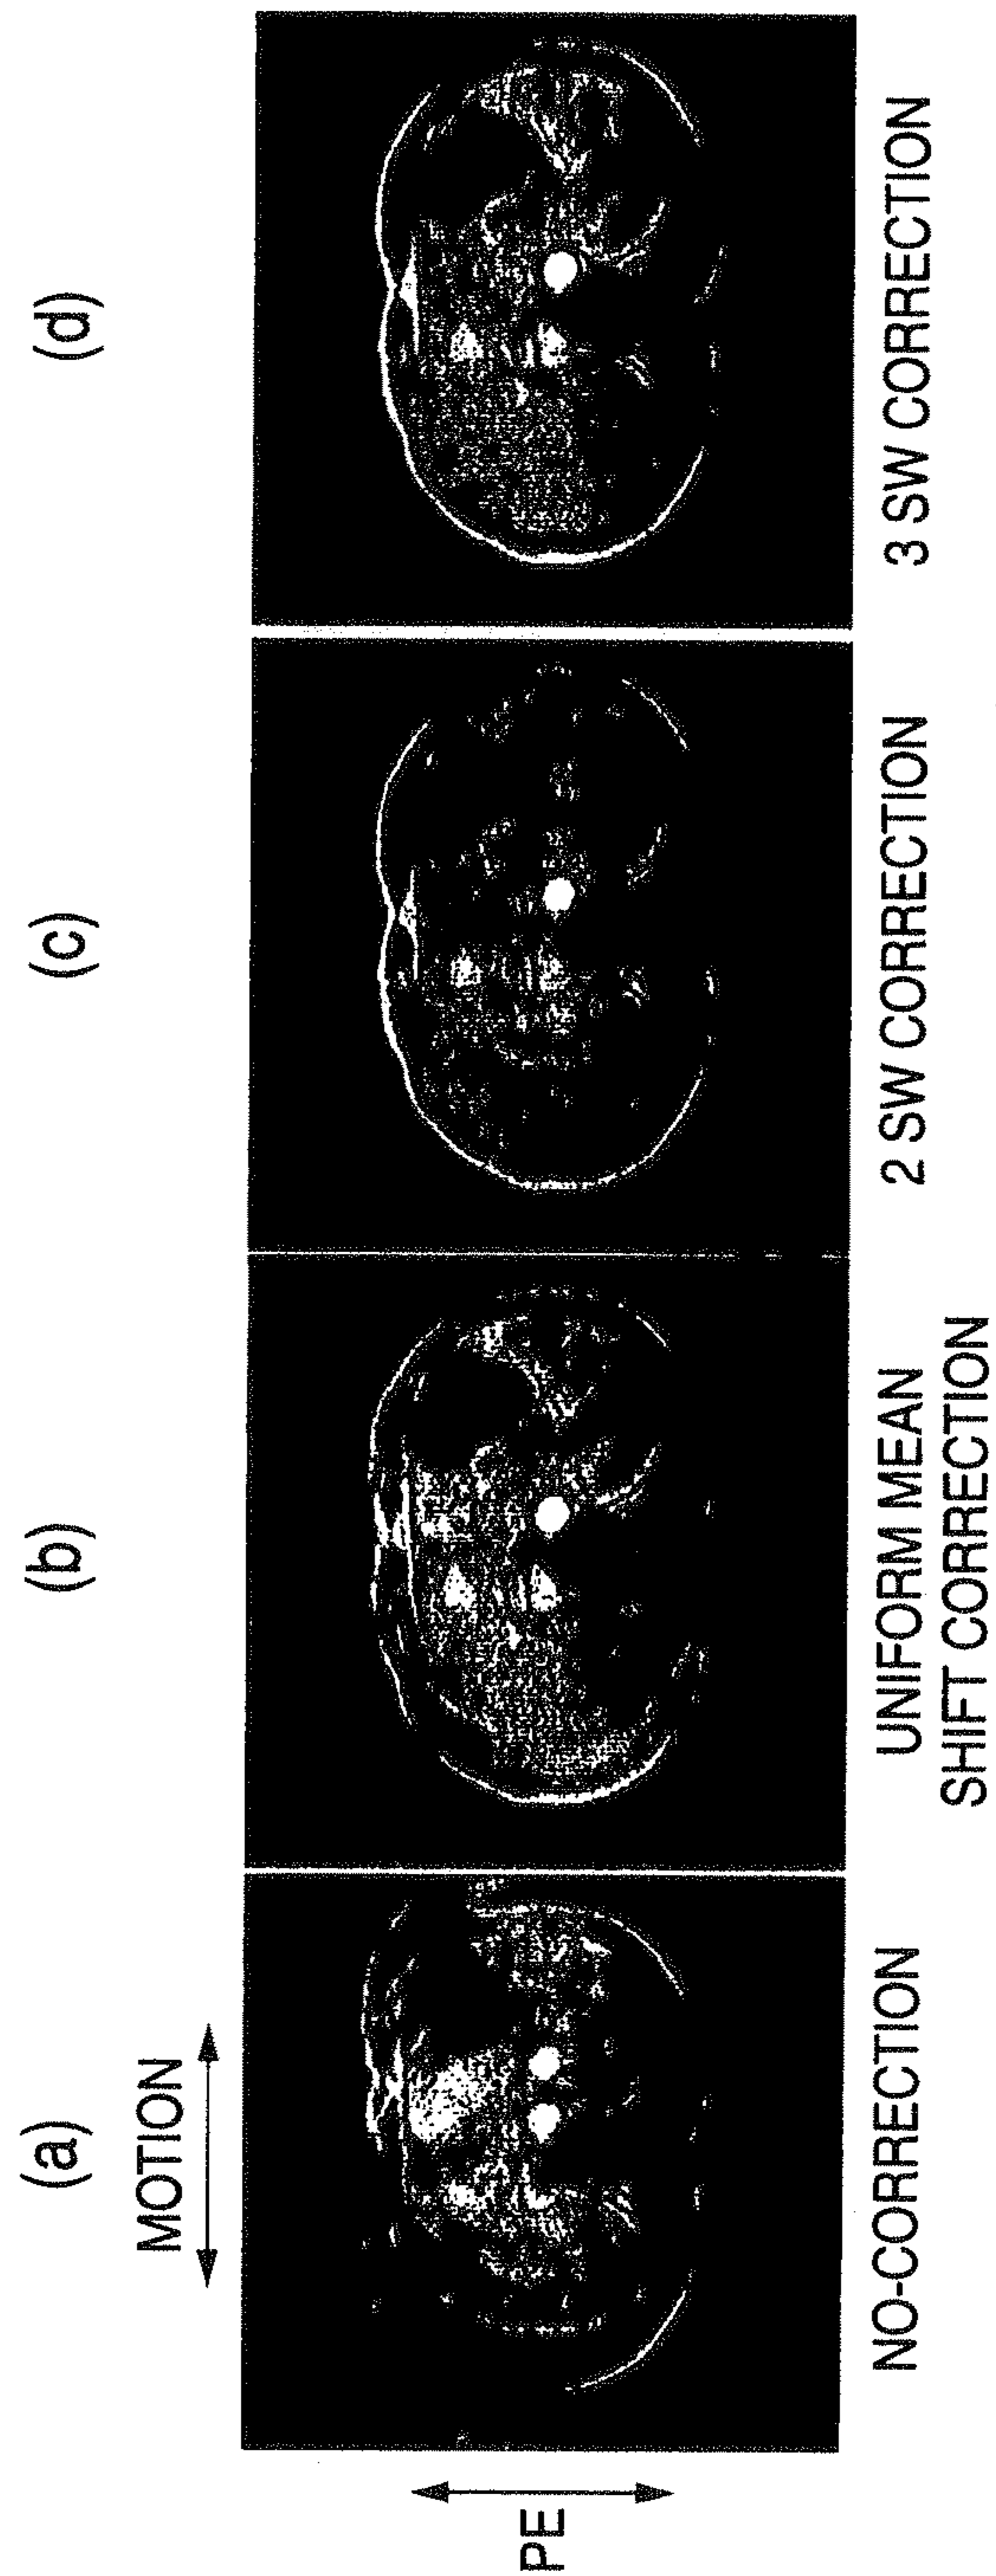 (a)
(b)
(c)
(d)
MOTION
PE
NO-CORRECTION
UNIFORM MEAN
SHIFT CORRECTION
2 SW CORRECTION
3 SW CORRECTION